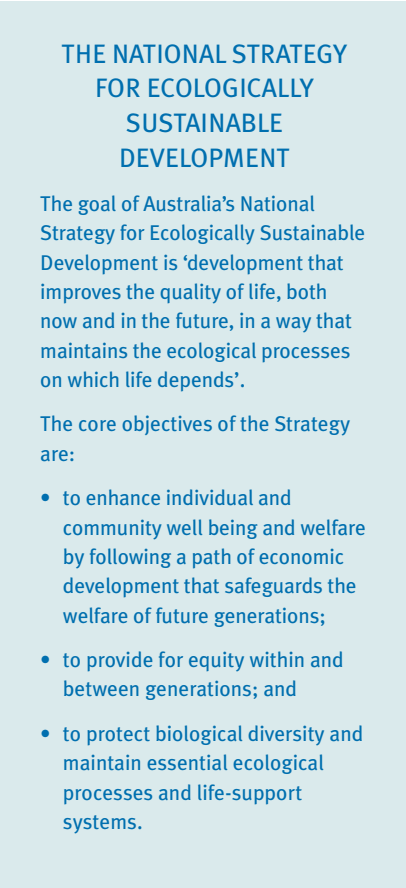 THE NATIONAL STRATEGY
FOR ECOLOGICALLY
SUSTAINABLE
DEVELOPMENT
The goal of Australia’s National
Strategy for Ecologically Sustainable
Development is ‘development that
improves the quality of life, both
now and in the future, in a way that
maintains the ecological processes
on which life depends’.
The core objectives of the Strategy
are:
• to enhance individual and
community well being and welfare
by following a path of economic
development that safeguards the
welfare of future generations;
• to provide for equity within and
between generations; and
• to protect biological diversity and
maintain essential ecological
processes and life-support
systems.